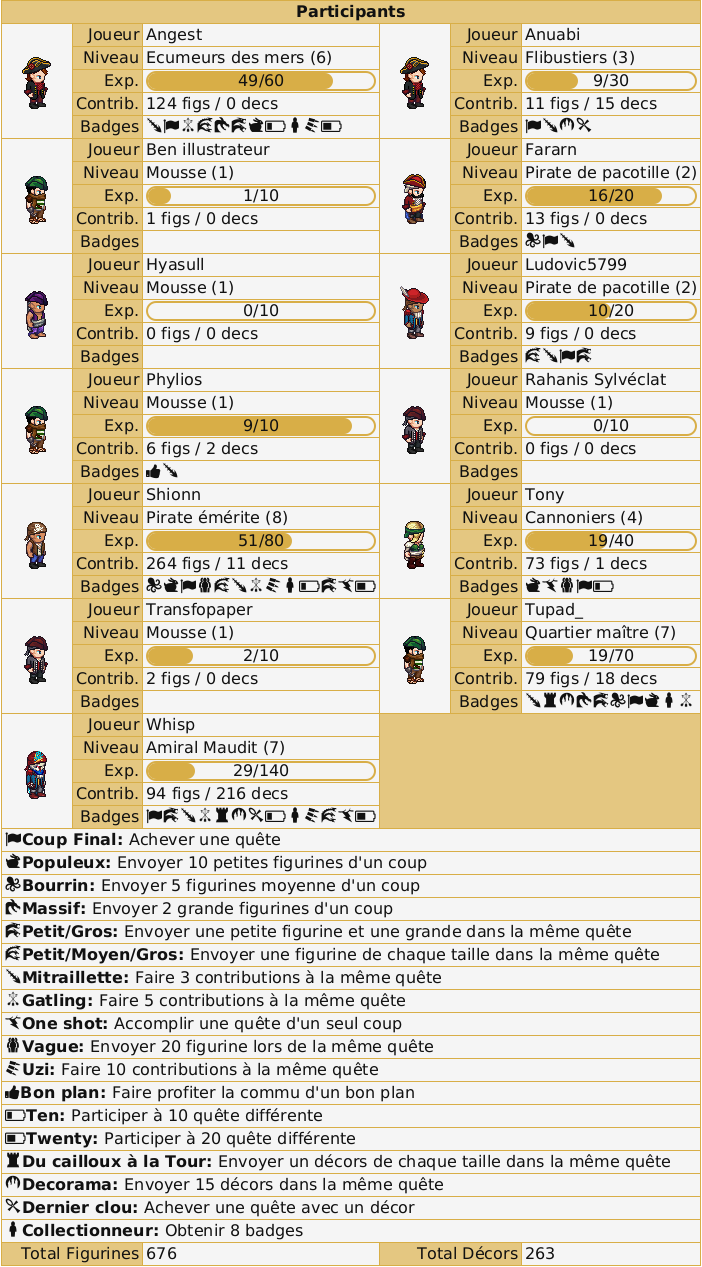 Participants
Joueur Angest
Niveau Ecumeurs des mers (6)
Exp. 49/60
Contrib. 124 figs / 0 decs
Badges
Joueur Anuabi
Niveau Flibustiers (3)
Exp. 9/30
Contrib. 11 figs / 15 decs
Badges
Joueur Ben illustrateur
Niveau Mousse (1)
Exp. 1/10
Contrib. 1 figs / 0 decs
Badges
Joueur Fararn
Niveau Pirate de pacotille (2)
Exp. 16/20
Contrib. 13 figs / 0 decs
Badges
Joueur Hyasull
Niveau Mousse (1)
Exp. 0/10
Contrib. 0 figs / 0 decs
Badges
Joueur Ludovic5799
Niveau Pirate de pacotille (2)
Exp. 10/20
Contrib. 9 figs / 0 decs
Badges
Joueur Phylios
Niveau Mousse (1)
Exp. 9/10
Contrib. 6 figs / 2 decs
Badges
Joueur Rahanis Sylvéclat
Niveau Mousse (1)
Exp. 0/10
Contrib. 0 figs / 0 decs
Badges
Joueur Shionn
Niveau Pirate émérite (8)
Exp. 51/80
Contrib. 264 figs / 11 decs
Badges
Joueur Tony
Niveau Cannoniers (4)
Exp. 19/40
Contrib. 73 figs / 1 decs
Badges
Joueur Transfopaper
Niveau Mousse (1)
Exp. 2/10
Contrib. 2 figs / 0 decs
Badges
Joueur Tupad_
Niveau Quartier maître (7)
Exp. 19/70
Contrib. 79 figs / 18 decs
Badges
Joueur Whisp
Niveau Amiral Maudit (7)
Exp. 29/140
Contrib. 94 figs / 216 decs
Badges
Coup Final: Achever une quête
Populeux: Envoyer 10 petites figurines d'un coup
Bourrin: Envoyer 5 figurines moyenne d'un coup
Massif: Envoyer 2 grande figurines d'un coup
Petit/Gros: Envoyer une petite figurine et une grande dans la même quête
Petit/Moyen/Gros: Envoyer une figurine de chaque taille dans la même quête
Mitraillette: Faire 3 contributions à la même quête
Gatling: Faire 5 contributions à la même quête
One shot: Accomplir une quête d'un seul coup
Vague: Envoyer 20 figurine lors de la même quête
Uzi: Faire 10 contributions à la même quête
Bon plan: Faire profiter la commu d'un bon plan
Ten: Participer à 10 quête différente
Twenty: Participer à 20 quête différente
Du cailloux à la Tour: Envoyer un décors de chaque taille dans la même quête
Decorama: Envoyer 15 décors dans la même quête
Dernier clou: Achever une quête avec un décor
Collectionneur: Obtenir 8 badges
Total Figurines 676
Total Décors 263